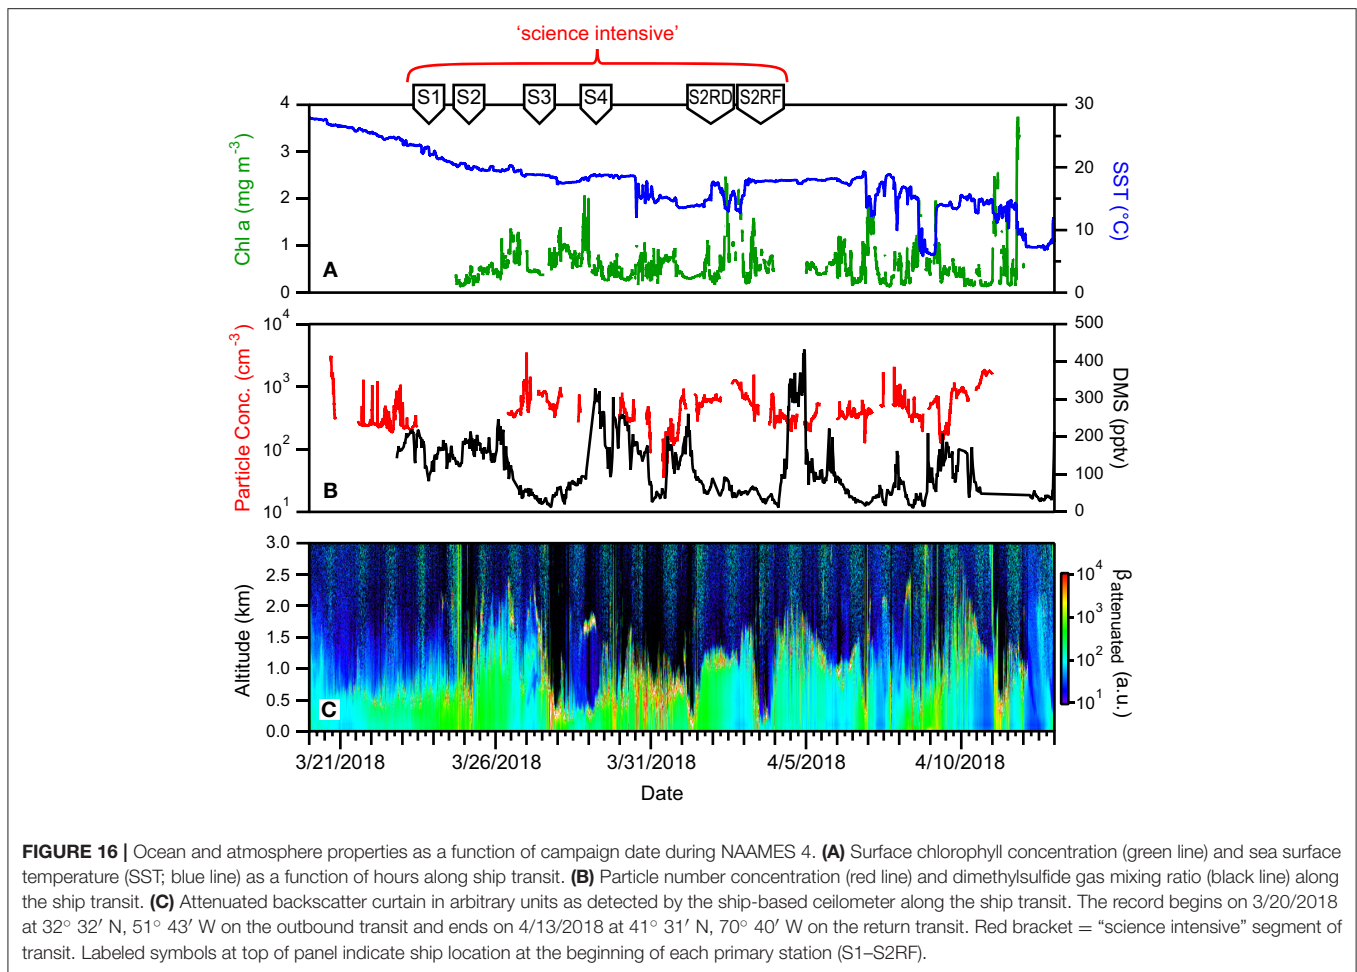 'science intensive'
S1 S2 S3 S4 S2RD S2RF
4 3 2 1 0
Chl a (mg m-3)
30 20 10 0
SST (°C)
A
10^4 10^3 10^2 10^1
Particle Conc. (cm-3)
500 400 300 200 100 0
DMS (pptv)
B
3.0 2.5 2.0 1.5 1.0 0.5 0.0
Altitude (km)
C
10^4 10^3 10^2 10^1
βattenuated (a.u.)
3/21/2018 3/26/2018 3/31/2018 4/5/2018 4/10/2018
Date
FIGURE 16 | Ocean and atmosphere properties as a function of campaign date during NAAMES 4. (A) Surface chlorophyll concentration (green line) and sea surface
temperature (SST; blue line) as a function of hours along ship transit. (B) Particle number concentration (red line) and dimethylsulfide gas mixing ratio (black line) along
the ship transit. (C) Attenuated backscatter curtain in arbitrary units as detected by the ship-based ceilometer along the ship transit. The record begins on 3/20/2018
at 32° 32′ N, 51° 43′ W on the outbound transit and ends on 4/13/2018 at 41° 31′ N, 70° 40′ W on the return transit. Red bracket = “science intensive” segment of
transit. Labeled symbols at top of panel indicate ship location at the beginning of each primary station (S1–S2RF).